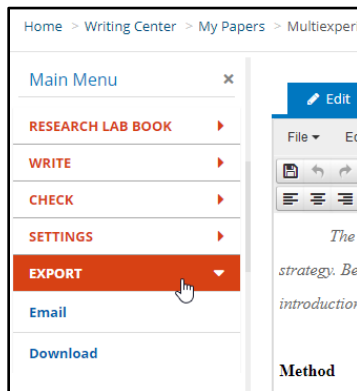 Home > Writing Center > My Papers > Multiexper
Main Menu ×
Edit
RESEARCH LAB BOOK
File
WRITE
CHECK
SETTINGS
The
EXPORT
strategy. Be
Email
introduction
Download
Method